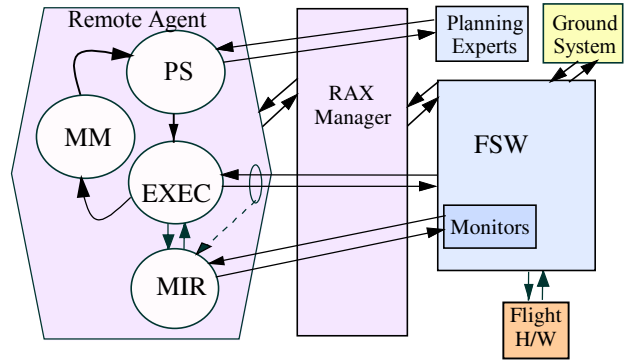 Remote Agent
PS
MM
EXEC
MIR
RAX
Manager
Planning
Experts
Ground
System
FSW
Monitors
Flight
H/W